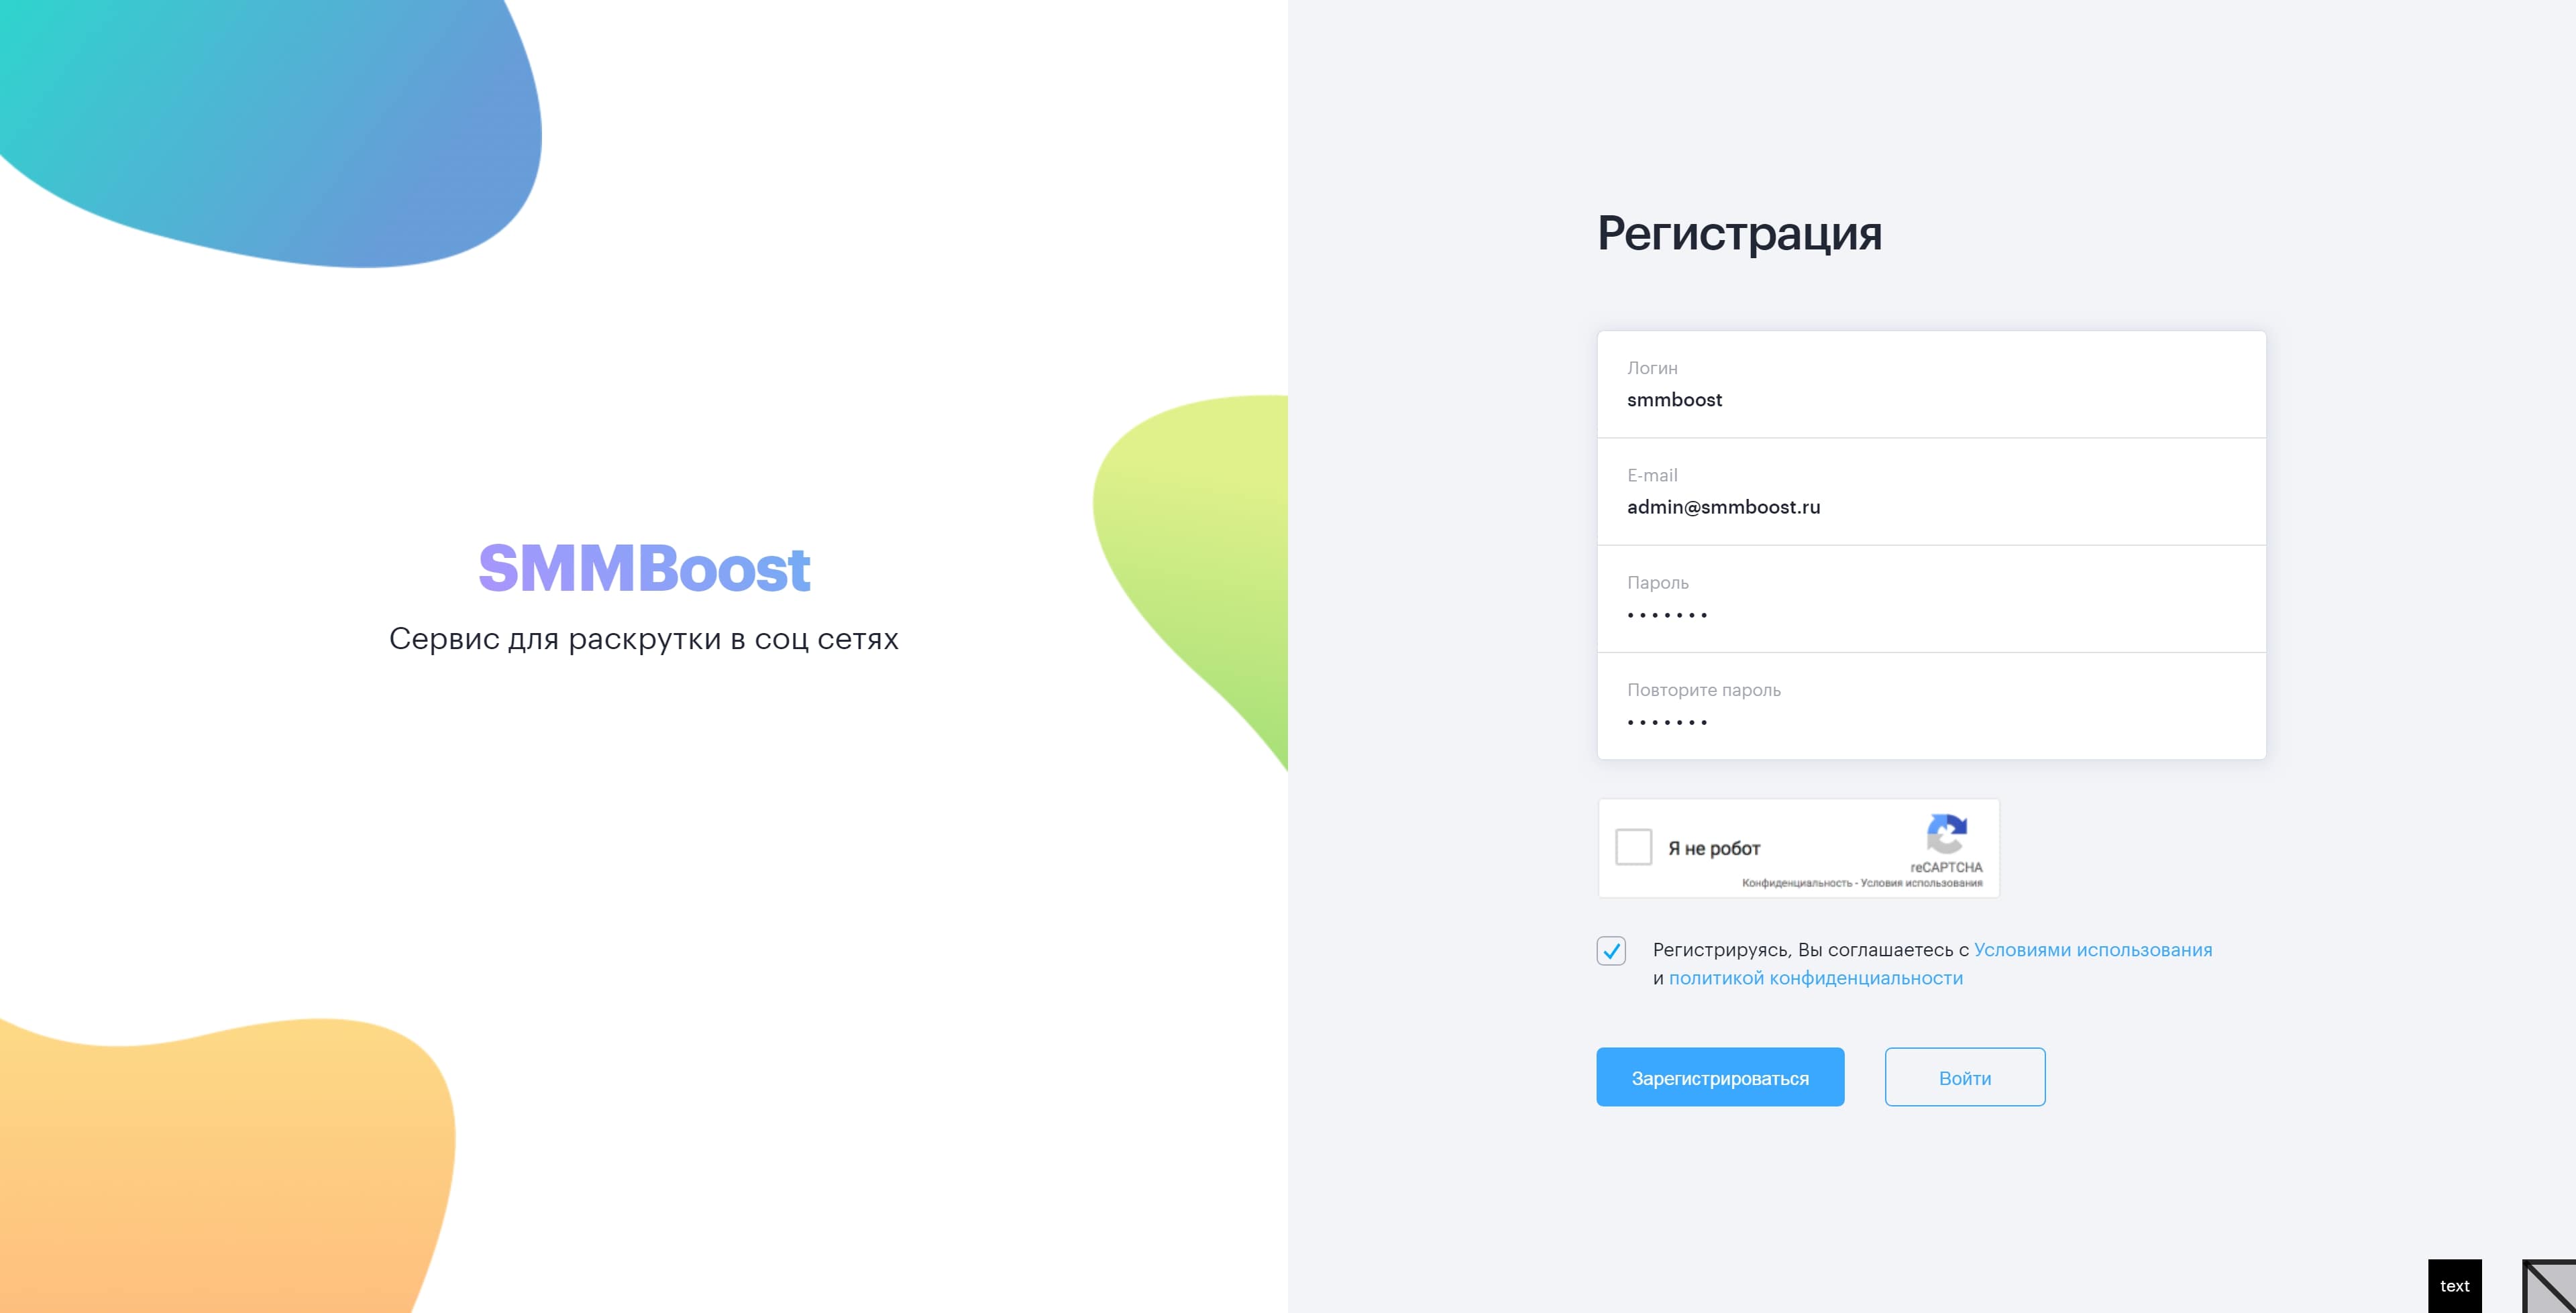 SMMBoost
Сервис для раскрутки в соц сетях
Регистрация
Логин
smmboost
E-mail
admin@smmboost.ru
Пароль
•••••••
Повторите пароль
•••••••
Я не робот
reCAPTCHA
Конфиденциальность - Условия использования
Регистрируясь, Вы соглашаетесь с Условиями использования
и политикой конфиденциальности
Зарегистрироваться
Войти
text